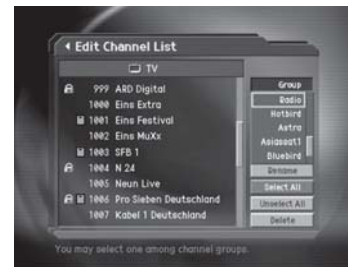 Edit Channel List
TV
999 ARD Digital
1000 Eins Extra
1001 Eins Festival
1002 Eins MuXx
1003 SFB 1
1004 N 24
1005 Neun Live
1006 Pro Sieben Deutschland
1007 Kabel 1 Deutschland
Group
Radio
Hotbird
Astra
Asiasat1
Bluebird
Rename
Select All
Unselect All
Delete
You may select one among channel groups.